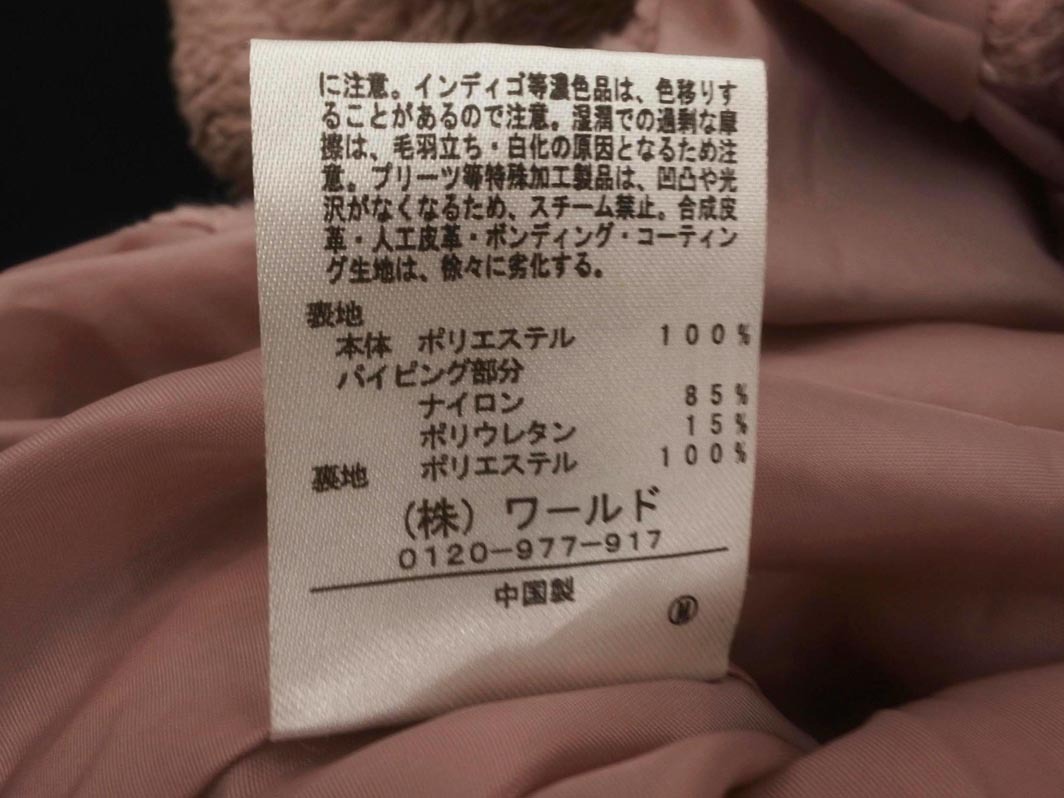 に注意。インディゴ等濃色品は、色移りす
ることがあるので注意。湿潤での過剰な摩
擦は、毛羽立ち・白化の原因となるため注
意。プリーツ等特殊加工製品は、凹凸や光
沢がなくなるため、スチーム禁止。合成皮
革・人工皮革・ボンディング・コーティン
グ生地は、徐々に劣化する。
表地
本体 ポリエステル 100%
パイピング部分
ナイロン 85%
ポリウレタン 15%
裏地 ポリエステル 100%
(株) ワールド
0120-977-917
中国製
Ⓜ